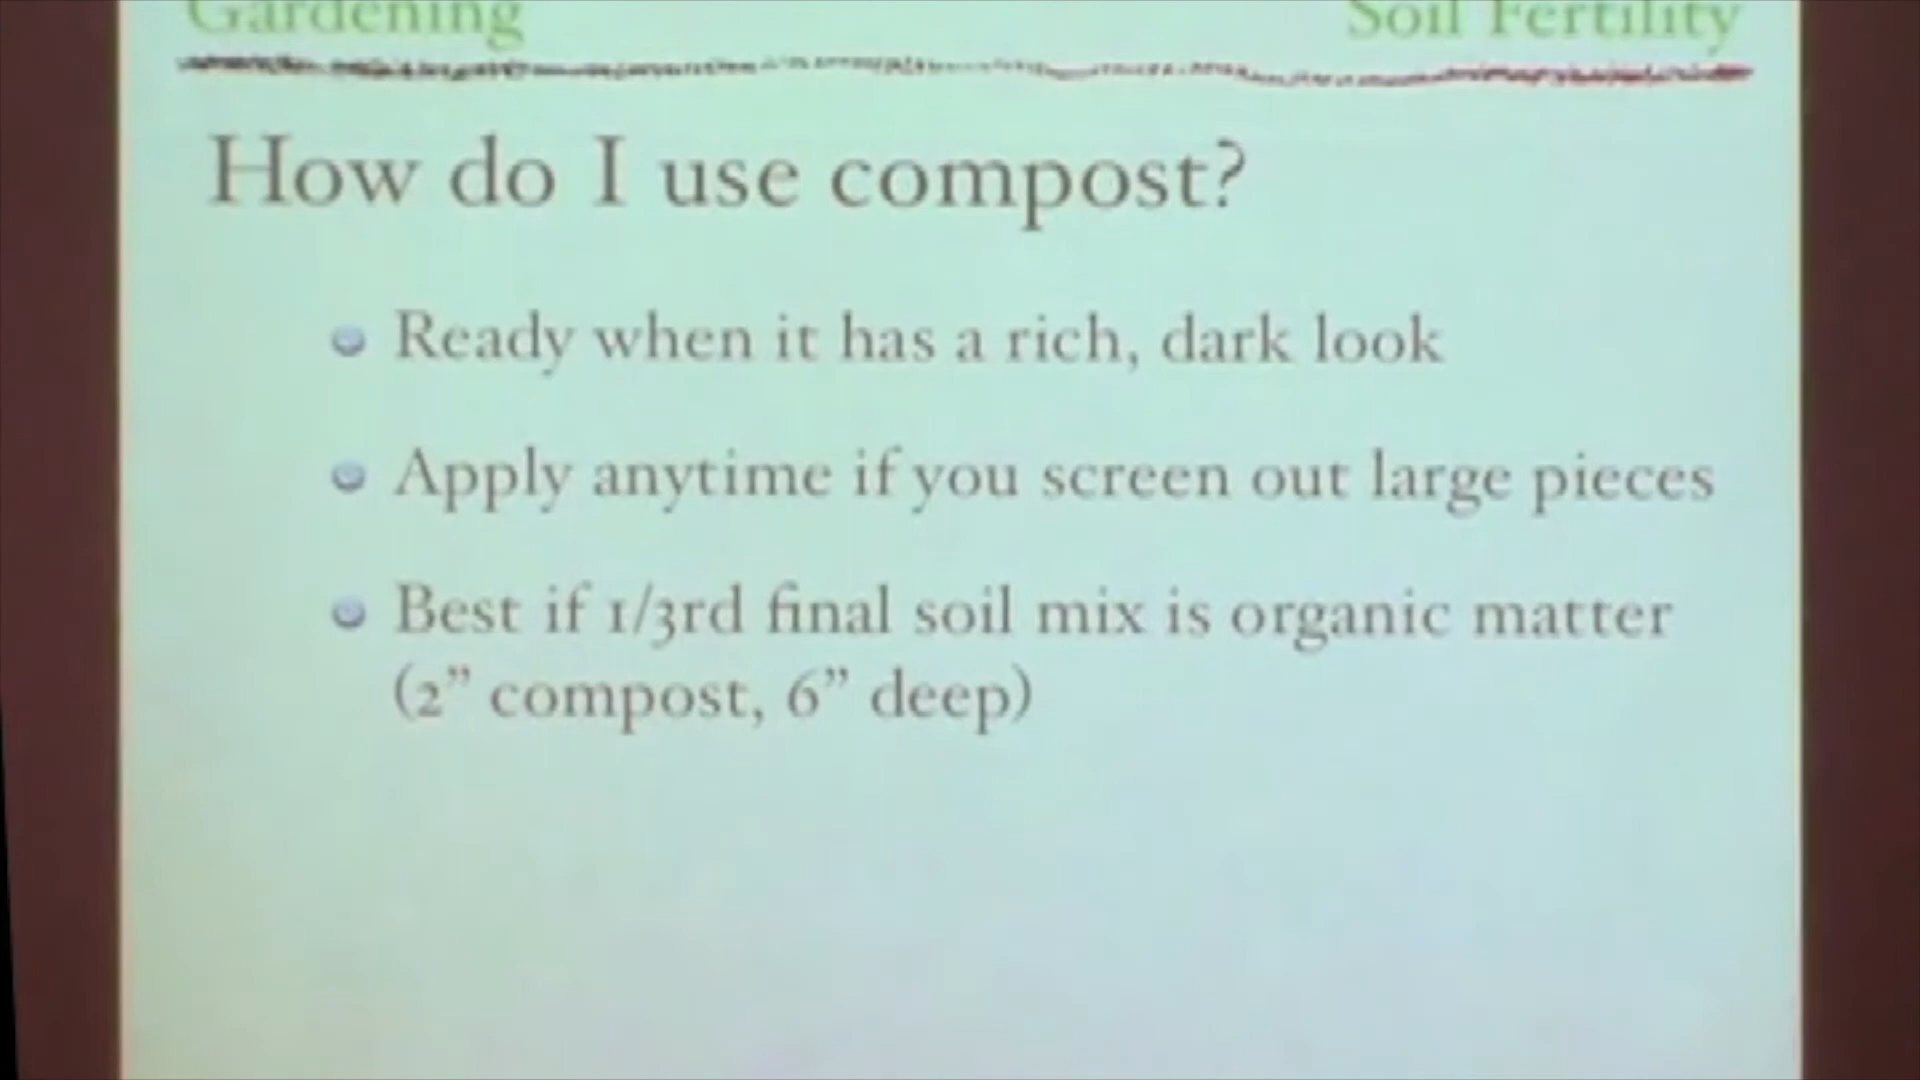 Gardening Soil Fertility
How do I use compost?
Ready when it has a rich, dark look
Apply anytime if you screen out large pieces
Best if 1/3rd final soil mix is organic matter
(2” compost, 6” deep)